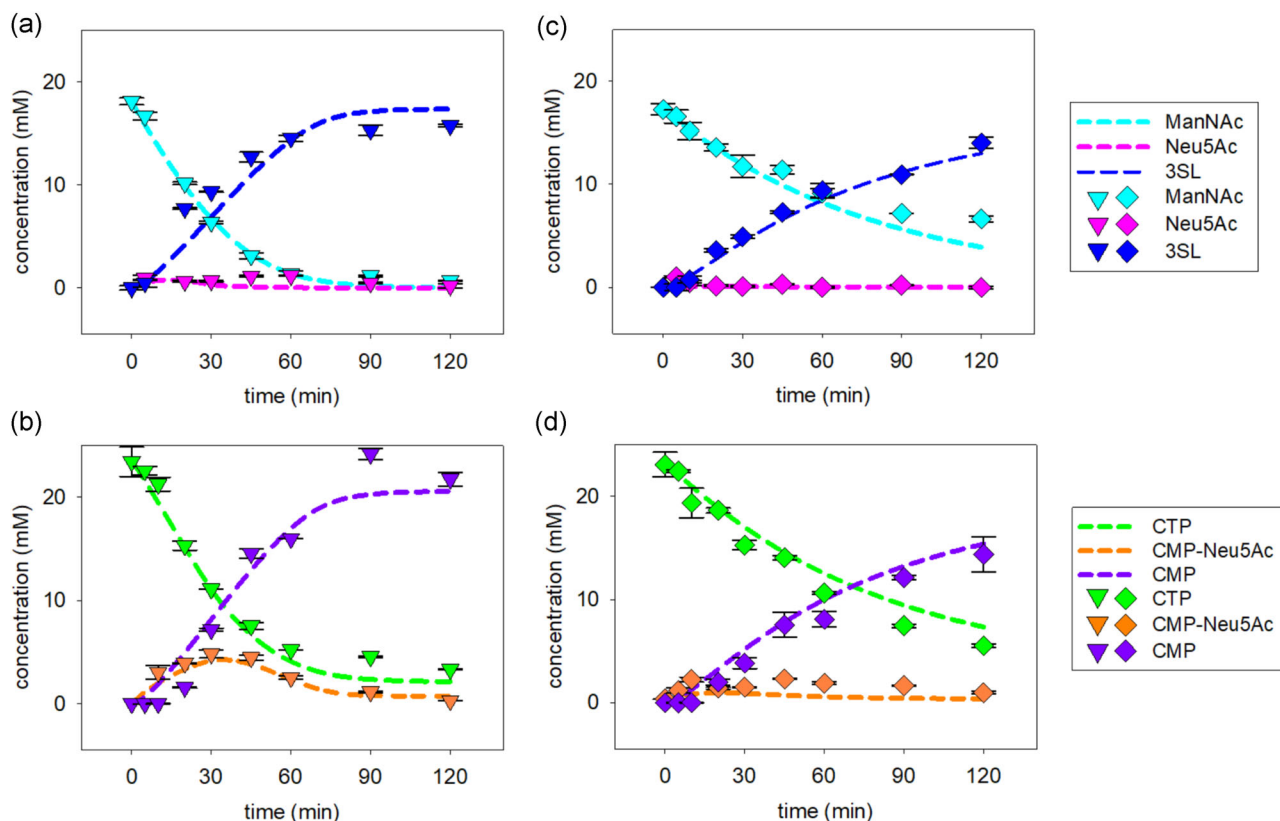 (a)
concentration (mM)
20
10
0
0 30 60 90 120
time (min)
(c)
concentration (mM)
20
10
0
0 30 60 90 120
time (min)
ManNAc
Neu5Ac
3SL
ManNAc
Neu5Ac
3SL
(b)
concentration (mM)
20
10
0
0 30 60 90 120
time (min)
(d)
concentration (mM)
20
10
0
0 30 60 90 120
time (min)
CTP
CMP-Neu5Ac
CMP
CTP
CMP-Neu5Ac
CMP